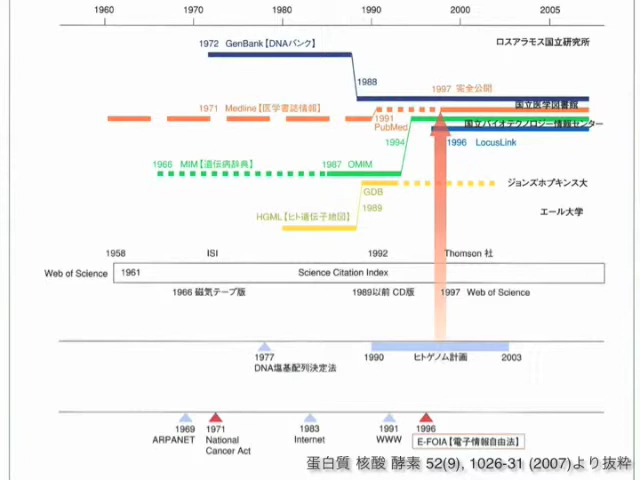 1960 1970 1980 1990 2000 2005
1972 GenBank【DNAバンク】
ロスアラモス国立研究所
1988
1997 完全公開
1971 Medline【医学書誌情報】
国立医学図書館
1991
PubMed
国立バイオテクノロジー情報センター
1994
1996 LocusLink
1966 MIM【遺伝病辞典】
1987 OMIM
ジョンズホプキンス大
GDB
1989
HGML【ヒト遺伝子地図】
エール大学
1958 ISI 1992 Thomson 社
Web of Science
1961 Science Citation Index
1966 磁気テープ版 1989以前 CD版 1997 Web of Science
1977
DNA塩基配列決定法
1990 ヒトゲノム計画 2003
1969
ARPANET
1971
National
Cancer Act
1983
Internet
1991
WWW
1996
E-FOIA【電子情報自由法】
蛋白質 核酸 酵素 52(9), 1026-31 (2007)より抜粋